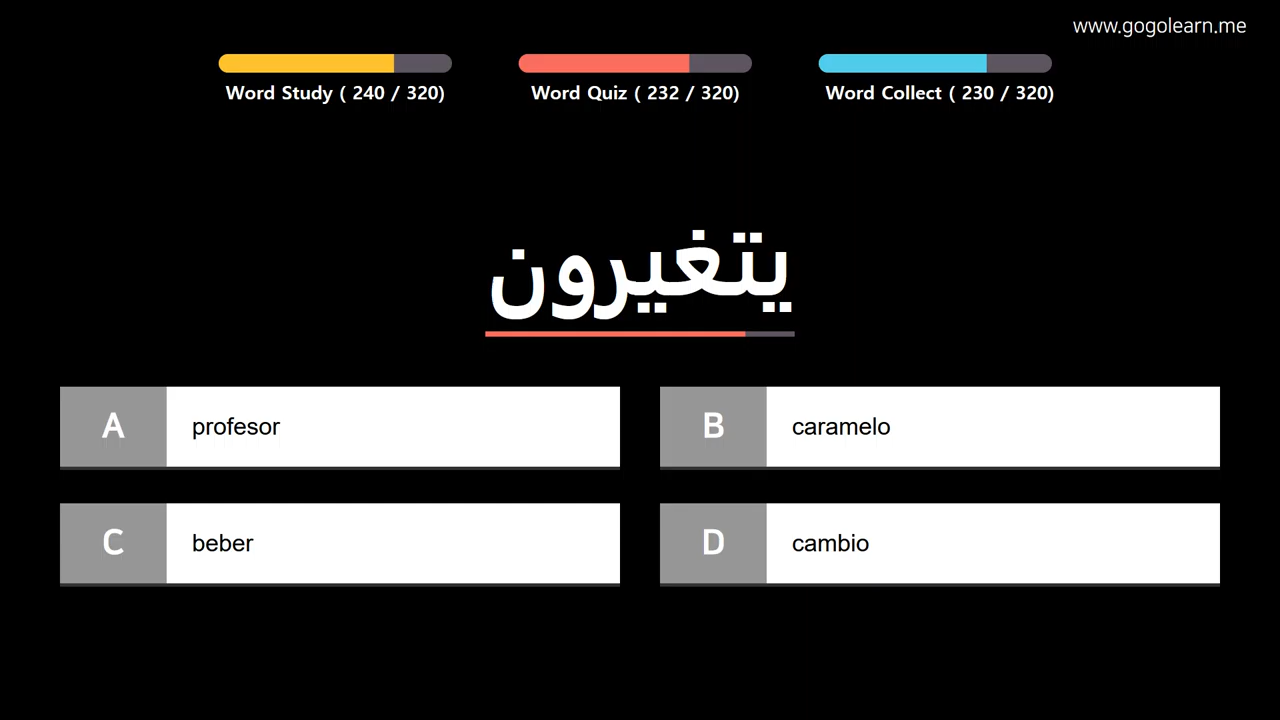 www.gogolearn.me
Word Study ( 240 / 320)
Word Quiz ( 232 / 320)
Word Collect ( 230 / 320)
يتغيرون
A profesor
B caramelo
C beber
D cambio